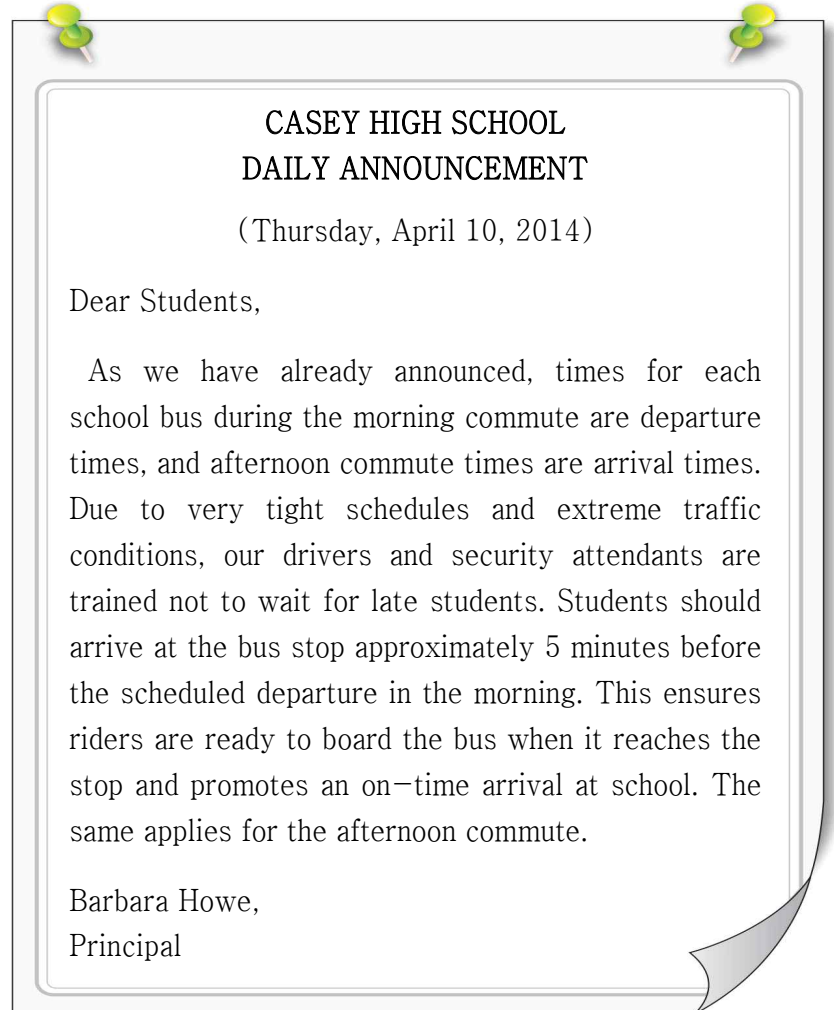 CASEY HIGH SCHOOL
DAILY ANNOUNCEMENT
(Thursday, April 10, 2014)
Dear Students,
As we have already announced, times for each
school bus during the morning commute are departure
times, and afternoon commute times are arrival times.
Due to very tight schedules and extreme traffic
conditions, our drivers and security attendants are
trained not to wait for late students. Students should
arrive at the bus stop approximately 5 minutes before
the scheduled departure in the morning. This ensures
riders are ready to board the bus when it reaches the
stop and promotes an on-time arrival at school. The
same applies for the afternoon commute.
Barbara Howe,
Principal